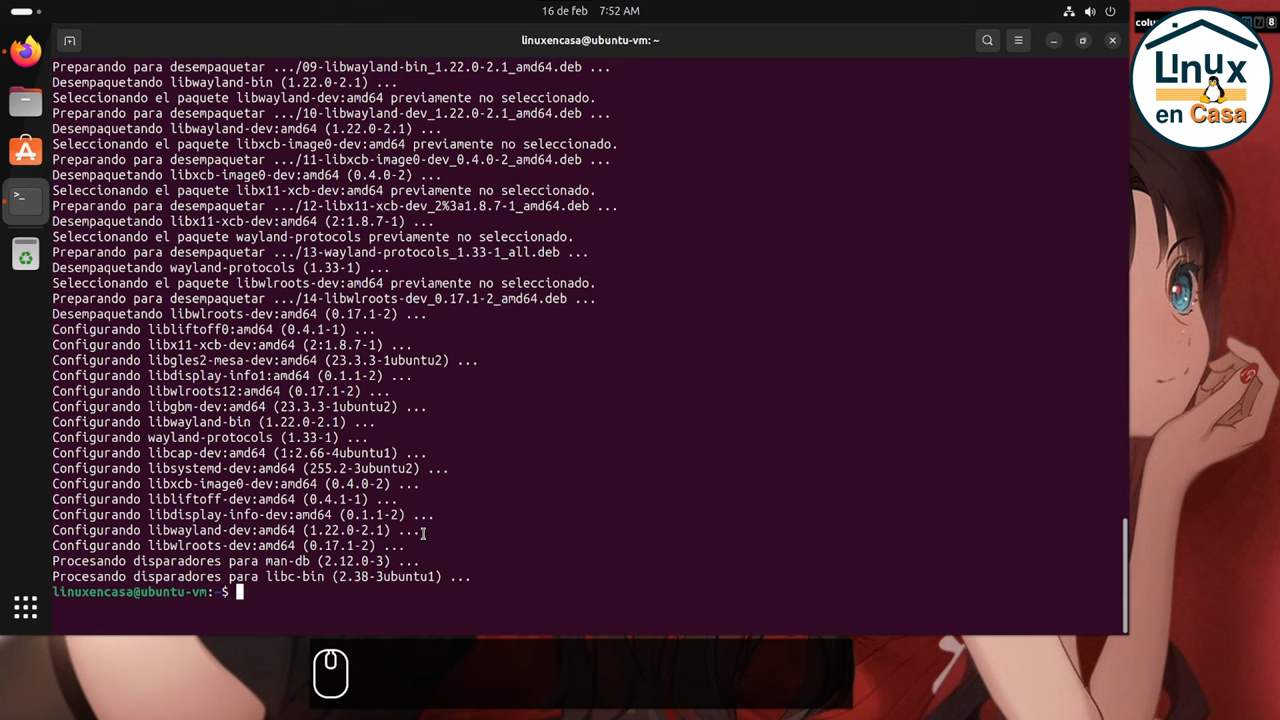 16 de feb 7:52 AM
linuxencasa@ubuntu-vm: ~
Preparando para desempaquetar .../09-libwayland-bin_1.22.0-2.1_amd64.deb ...
Desempaquetando libwayland-bin (1.22.0-2.1) ...
Seleccionando el paquete libwayland-dev:amd64 previamente no seleccionado.
Preparando para desempaquetar .../10-libwayland-dev_1.22.0-2.1_amd64.deb ...
Desempaquetando libwayland-dev:amd64 (1.22.0-2.1) ...
Seleccionando el paquete libxcb-image0-dev:amd64 previamente no seleccionado.
Preparando para desempaquetar .../11-libxcb-image0-dev_0.4.0-2_amd64.deb ...
Desempaquetando libxcb-image0-dev:amd64 (0.4.0-2) ...
Seleccionando el paquete libx11-xcb-dev:amd64 previamente no seleccionado.
Preparando para desempaquetar .../12-libx11-xcb-dev_2%3a1.8.7-1_amd64.deb ...
Desempaquetando libx11-xcb-dev:amd64 (2:1.8.7-1) ...
Seleccionando el paquete wayland-protocols previamente no seleccionado.
Preparando para desempaquetar .../13-wayland-protocols_1.33-1_all.deb ...
Desempaquetando wayland-protocols (1.33-1) ...
Seleccionando el paquete libwlroots-dev:amd64 previamente no seleccionado.
Preparando para desempaquetar .../14-libwlroots-dev_0.17.1-2_amd64.deb ...
Desempaquetando libwlroots-dev:amd64 (0.17.1-2) ...
Configurando libliftoff0:amd64 (0.4.1-1) ...
Configurando libx11-xcb-dev:amd64 (2:1.8.7-1) ...
Configurando libgles2-mesa-dev:amd64 (23.3.3-1ubuntu2) ...
Configurando libdisplay-info1:amd64 (0.1.1-2) ...
Configurando libwlroots12:amd64 (0.17.1-2) ...
Configurando libgbm-dev:amd64 (23.3.3-1ubuntu2) ...
Configurando libwayland-bin (1.22.0-2.1) ...
Configurando wayland-protocols (1.33-1) ...
Configurando libcap-dev:amd64 (1:2.66-4ubuntu1) ...
Configurando libsystemd-dev:amd64 (255.2-3ubuntu2) ...
Configurando libxcb-image0-dev:amd64 (0.4.0-2) ...
Configurando libliftoff-dev:amd64 (0.4.1-1) ...
Configurando libdisplay-info-dev:amd64 (0.1.1-2) ...
Configurando libwayland-dev:amd64 (1.22.0-2.1) ...
Configurando libwlroots-dev:amd64 (0.17.1-2) ...
Procesando disparadores para man-db (2.12.0-3) ...
Procesando disparadores para libc-bin (2.38-3ubuntu1) ...
linuxencasa@ubuntu-vm:~$
LInux
en Casa
8